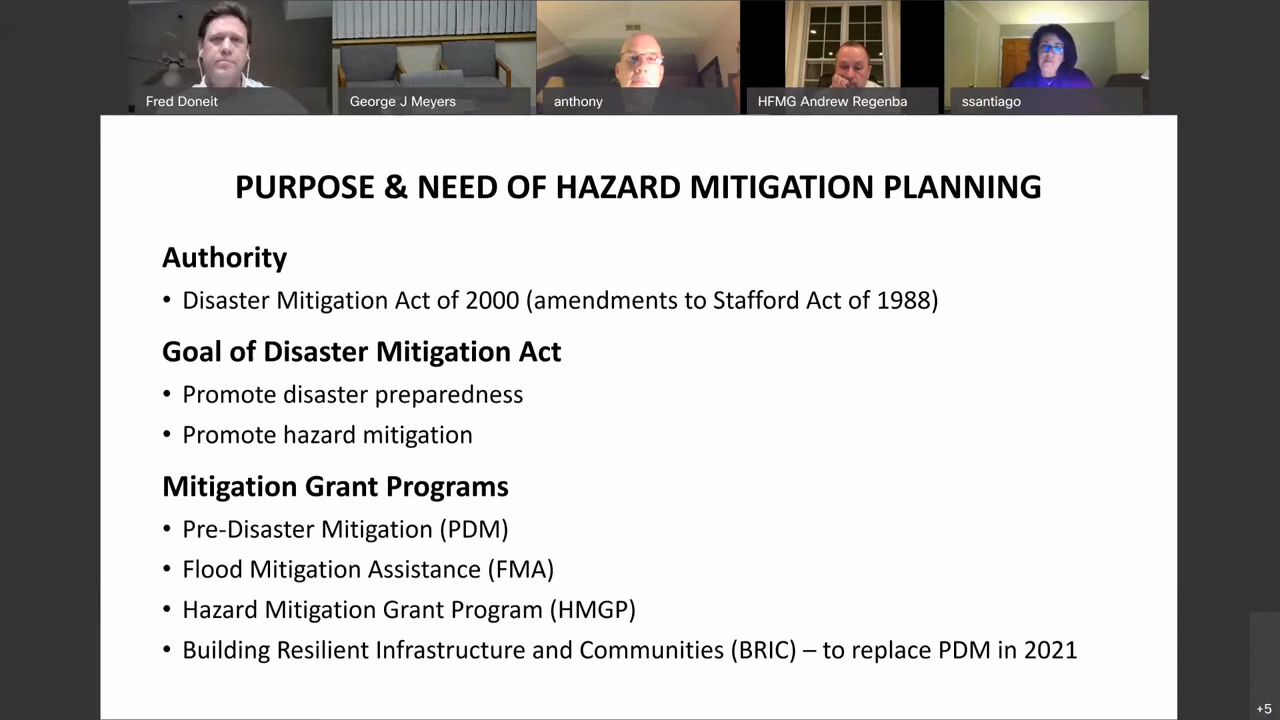 Fred Doneit
George J Meyers
anthony
HFMG Andrew Regenba
ssantiago
PURPOSE & NEED OF HAZARD MITIGATION PLANNING
Authority
• Disaster Mitigation Act of 2000 (amendments to Stafford Act of 1988)
Goal of Disaster Mitigation Act
• Promote disaster preparedness
• Promote hazard mitigation
Mitigation Grant Programs
• Pre-Disaster Mitigation (PDM)
• Flood Mitigation Assistance (FMA)
• Hazard Mitigation Grant Program (HMGP)
• Building Resilient Infrastructure and Communities (BRIC) – to replace PDM in 2021
+5